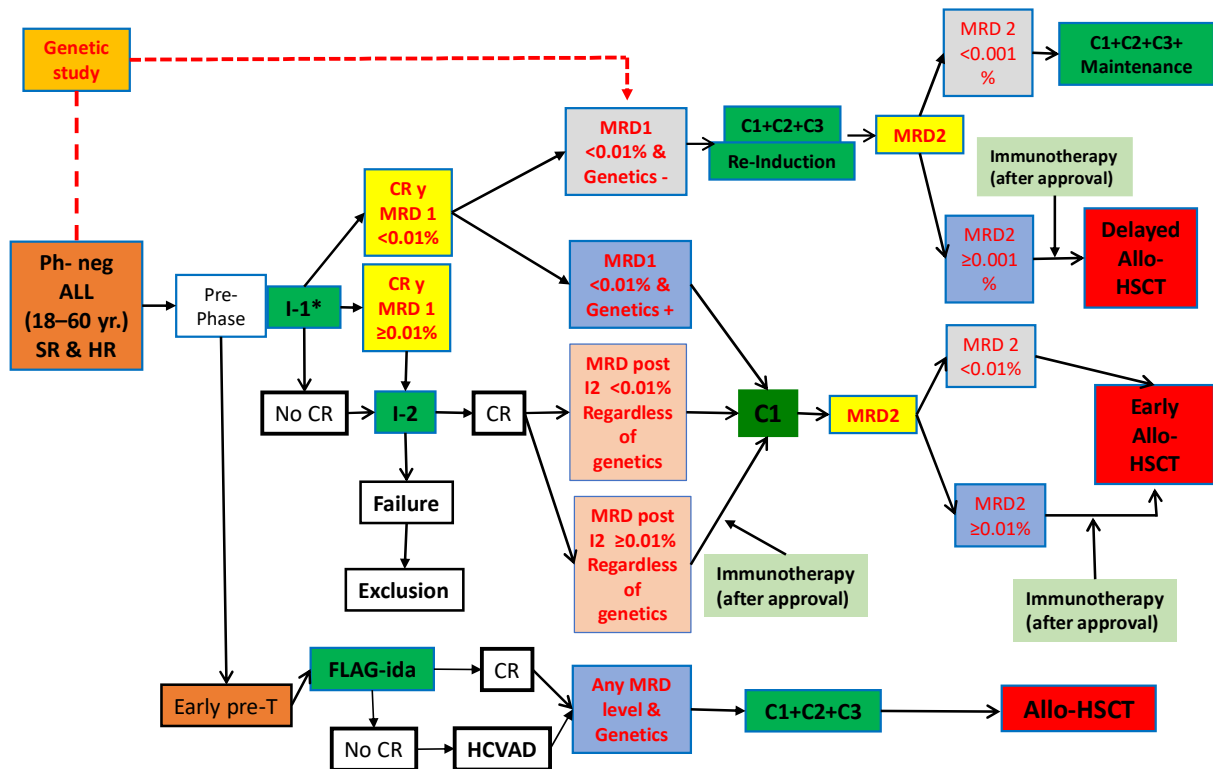 Genetic
study
Ph- neg
ALL
(18–60 yr.)
SR & HR
Pre-
Phase
I-1*
CR y
MRD 1
<0.01%
CR y
MRD 1
≥0.01%
No CR
I-2
CR
Failure
Exclusion
MRD1
<0.01% &
Genetics -
MRD1
<0.01% &
Genetics +
MRD post
I2 <0.01%
Regardless
of
genetics
MRD post
I2 ≥0.01%
Regardless
of
genetics
C1+C2+C3
Re-Induction
MRD2
MRD 2
<0.001
%
C1+C2+C3+
Maintenance
Immunotherapy
(after approval)
MRD2
≥0.001
%
Delayed
Allo-
HSCT
C1
MRD2
MRD 2
<0.01%
MRD2
≥0.01%
Early
Allo-
HSCT
Immunotherapy
(after approval)
Immunotherapy
(after approval)
Early pre-T
FLAG-ida
CR
No CR
HCVAD
Any MRD
level &
Genetics
C1+C2+C3
Allo-HSCT